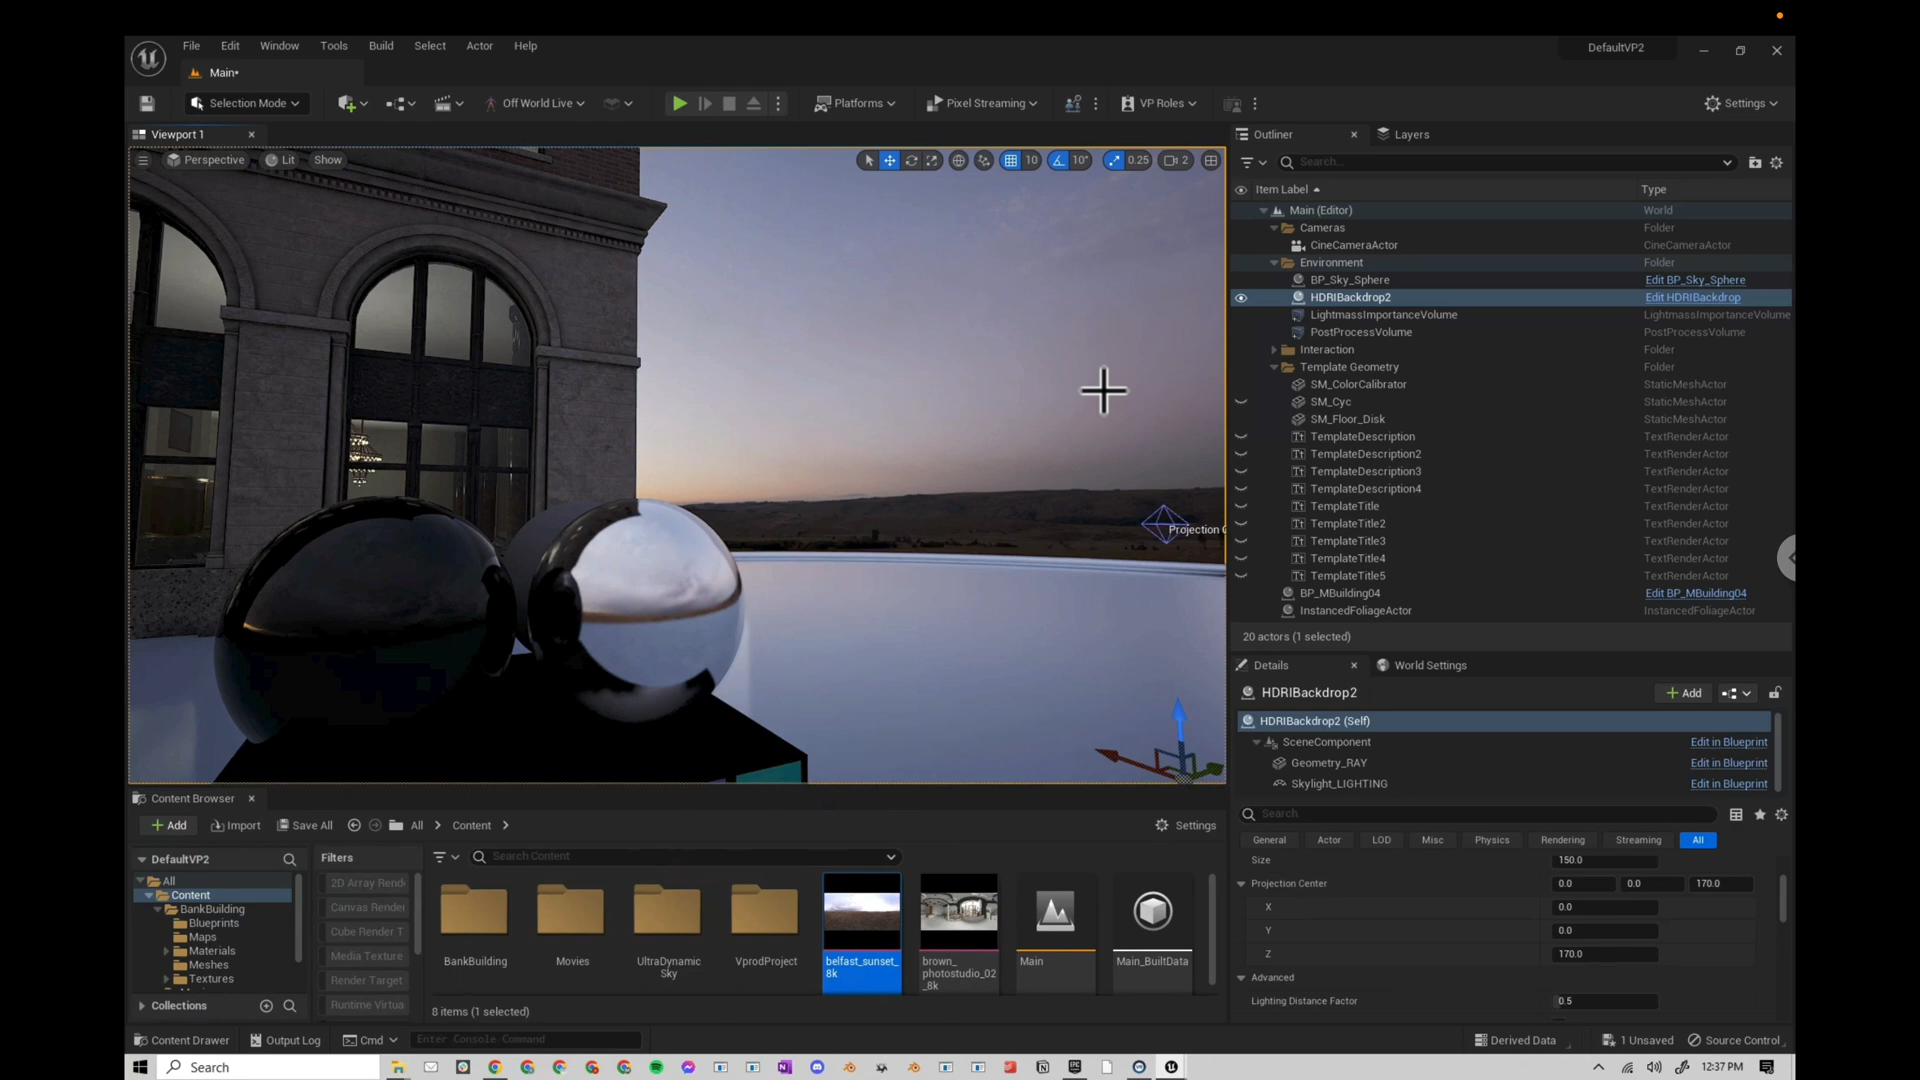 File Edit Window Tools Build Select Actor Help
DefaultVP2
Main•
Selection Mode
Off World Live
Platforms
Pixel Streaming
VP Roles
Settings
Viewport 1
Outliner
Layers
Perspective Lit Show
10 10° 0.25 2
Search...
Item Label Type
Main (Editor) World
Cameras Folder
CineCameraActor CineCameraActor
Environment Folder
BP_Sky_Sphere Edit BP_Sky_Sphere
HDRIBackdrop2 Edit HDRIBackdrop
LightmassImportanceVolume LightmassImportanceVolume
PostProcessVolume PostProcessVolume
Interaction Folder
Template Geometry Folder
SM_ColorCalibrator StaticMeshActor
SM_Cyc StaticMeshActor
SM_Floor_Disk StaticMeshActor
TemplateDescription TextRenderActor
TemplateDescription2 TextRenderActor
TemplateDescription3 TextRenderActor
TemplateDescription4 TextRenderActor
TemplateTitle TextRenderActor
TemplateTitle2 TextRenderActor
TemplateTitle3 TextRenderActor
TemplateTitle4 TextRenderActor
TemplateTitle5 TextRenderActor
BP_MBuilding04 Edit BP_MBuilding04
InstancedFoliageActor InstancedFoliageActor
20 actors (1 selected)
Projection C
Details
World Settings
HDRIBackdrop2
Add
HDRIBackdrop2 (Self)
SceneComponent Edit in Blueprint
Geometry_RAY Edit in Blueprint
Skylight_LIGHTING Edit in Blueprint
Search
General Actor LOD Misc Physics Rendering Streaming All
Size 150.0
Projection Center 0.0 0.0 170.0
X 0.0
Y 0.0
Z 170.0
Advanced
Lighting Distance Factor 0.5
Content Browser
Add Import Save All All Content Settings
DefaultVP2
Filters
Search Content
All
Content
BankBuilding
Blueprints
Maps
Materials
Meshes
Textures
Collections
2D Array Rende
Canvas Render
Cube Render T
Media Texture
Render Target
Runtime Virtua
BankBuilding
Movies
UltraDynamic
Sky
VprodProject
belfast_sunset_
8k
brown_
photostudio_02
_8k
Main
Main_BuiltData
8 items (1 selected)
Content Drawer Output Log Cmd Enter Console Command
Derived Data 1 Unsaved Source Control
Search
12:37 PM